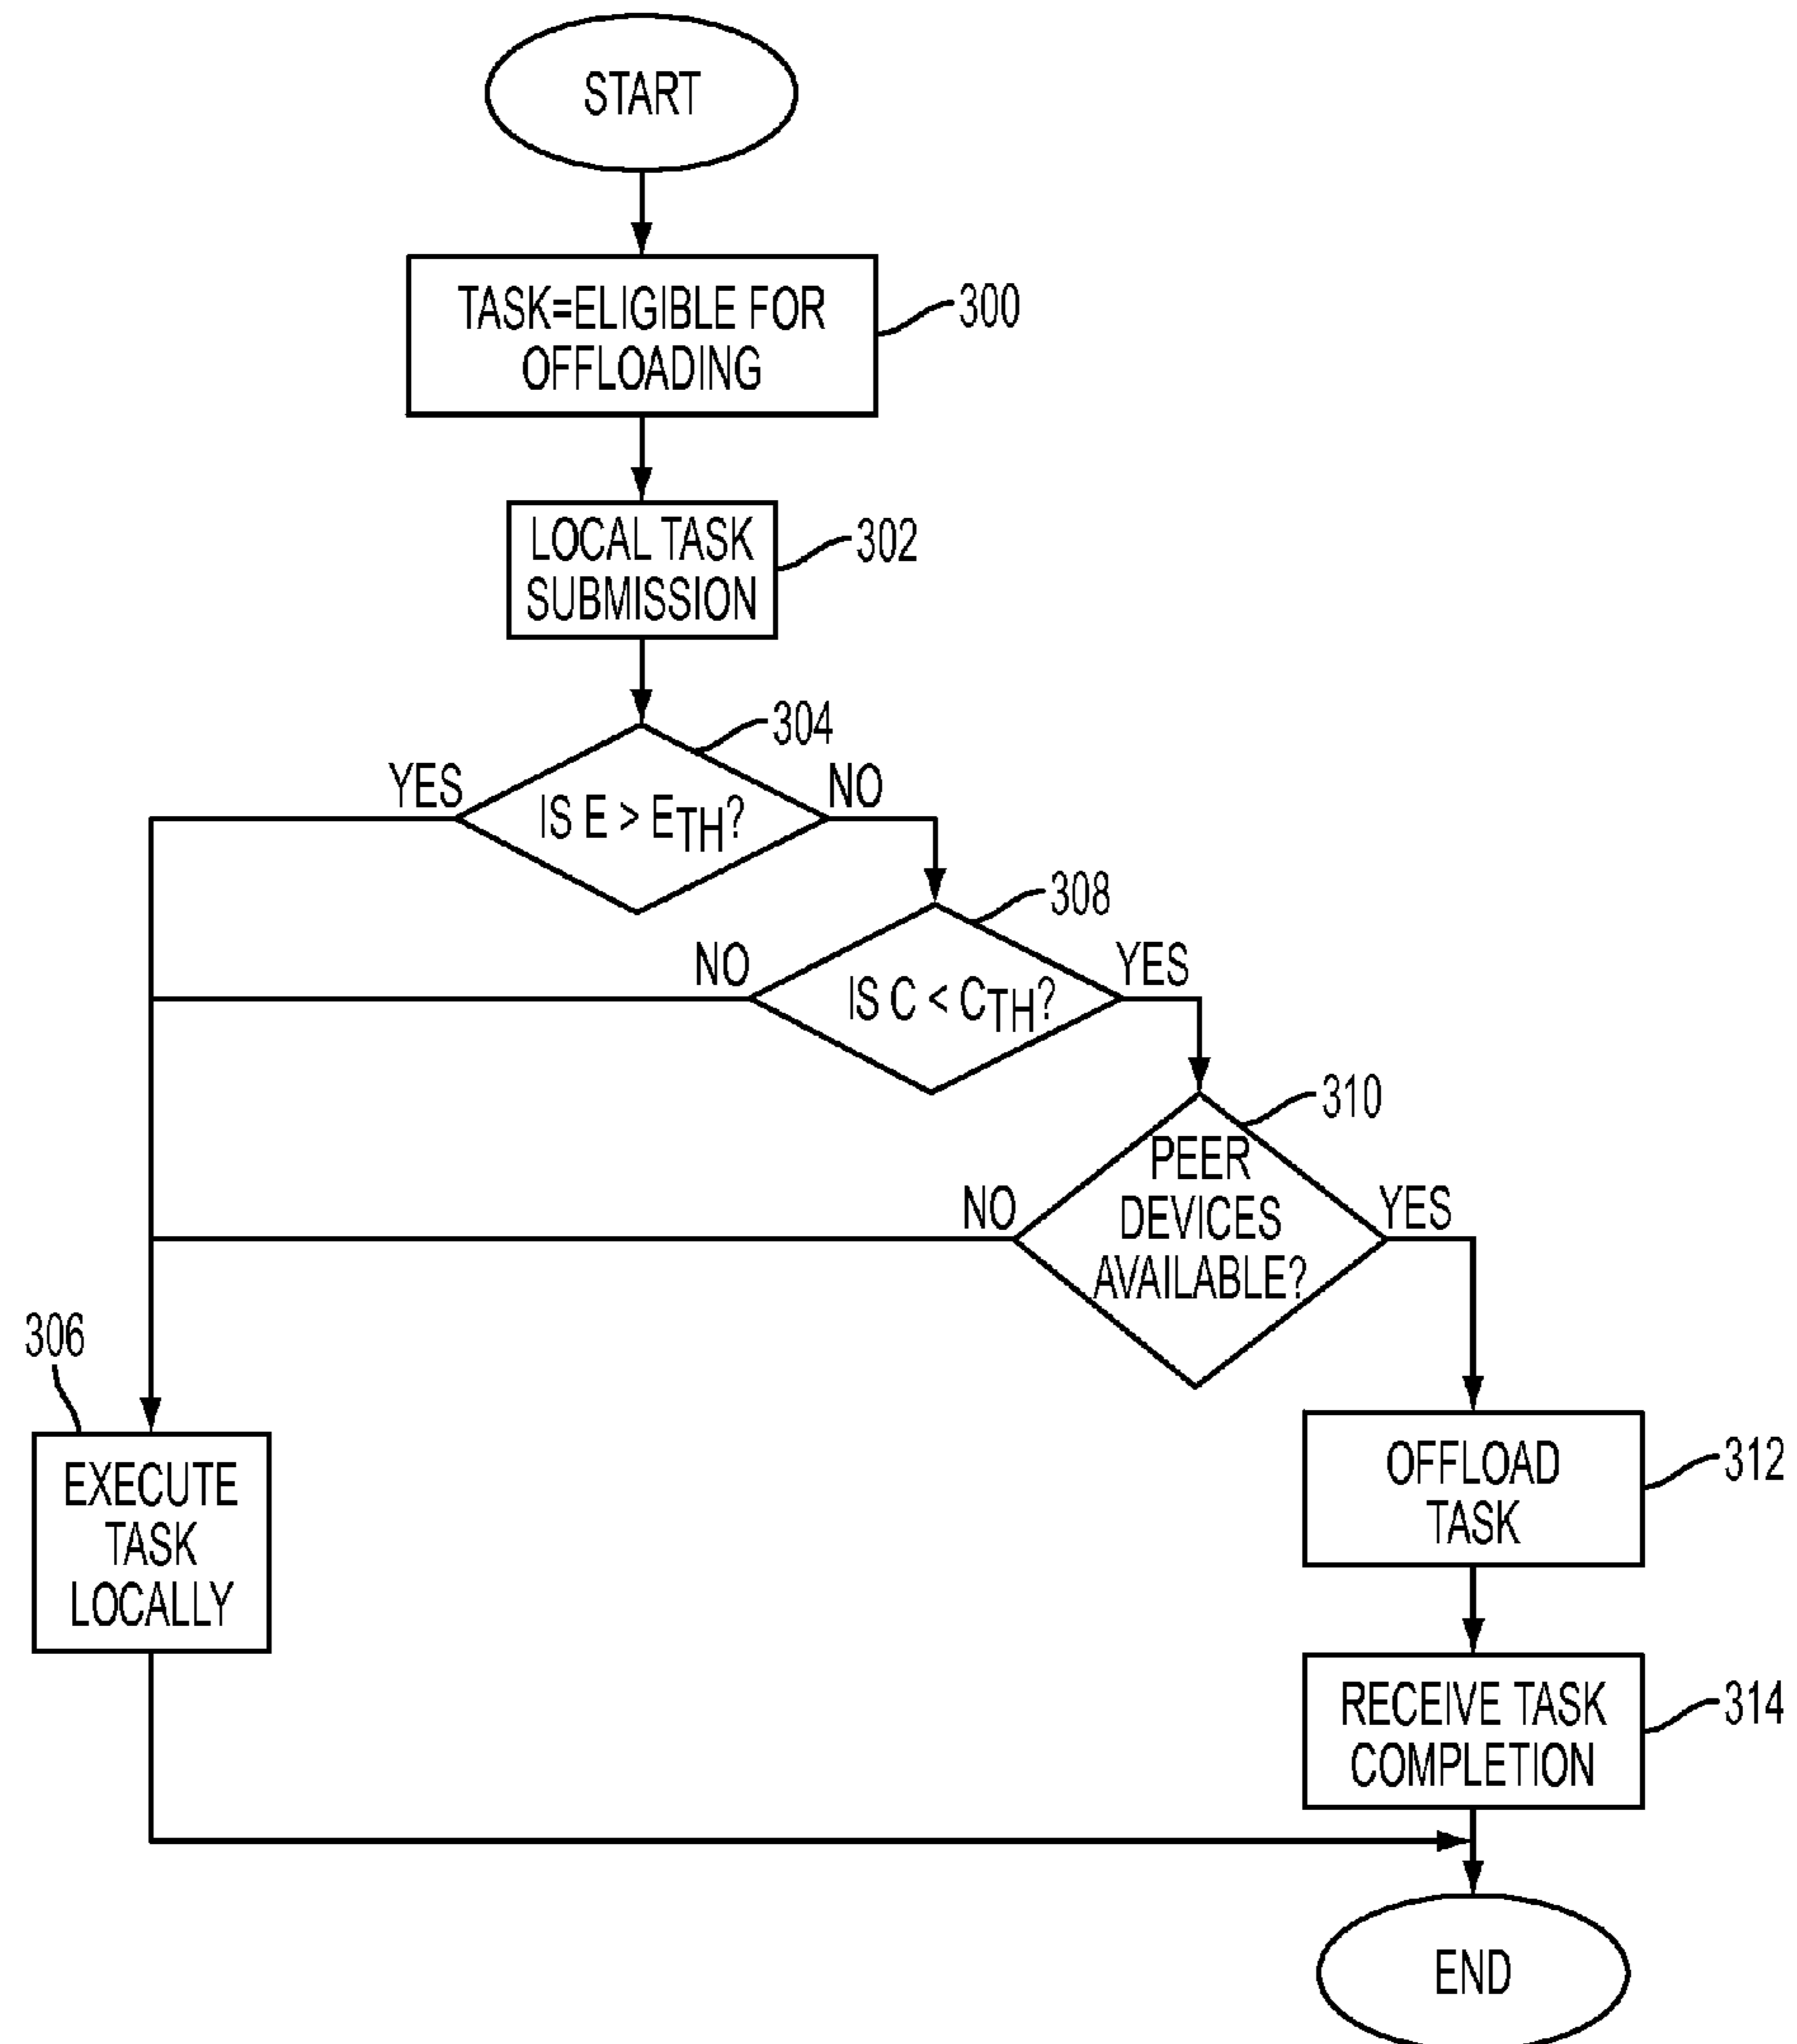 START
TASK=ELIGIBLE FOR
OFFLOADING
300
LOCAL TASK
SUBMISSION
302
304
YES
IS E > ETH?
NO
308
NO
IS C < CTH?
YES
310
PEER
DEVICES
AVAILABLE?
NO
YES
306
EXECUTE
TASK
LOCALLY
OFFLOAD
TASK
312
RECEIVE TASK
COMPLETION
314
END